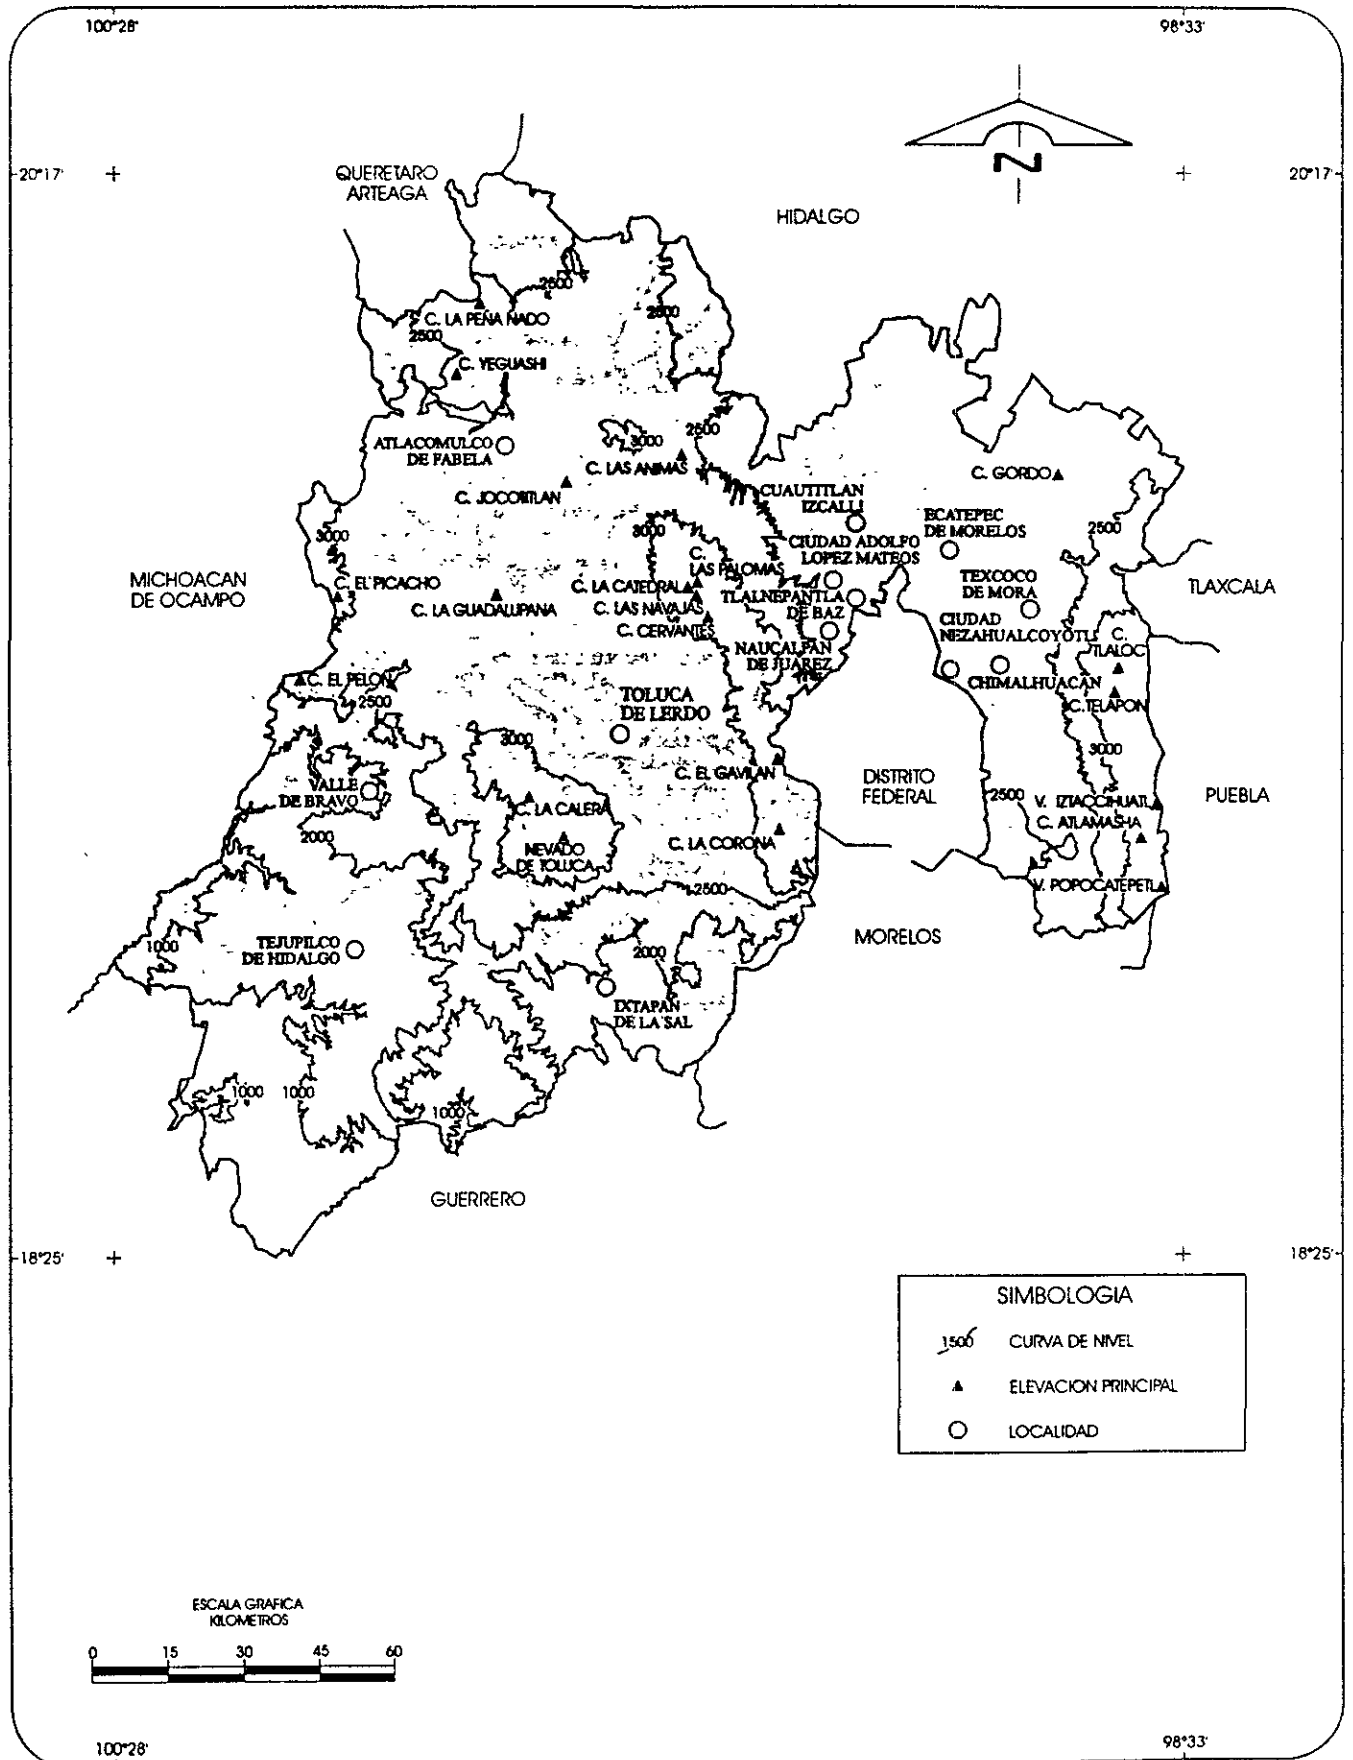 100°28'
98°33'
20°17'
20°17'
N
QUERETARO
ARTEAGA
HIDALGO
2500
2500
C. LA PEÑA ÑADO
2500
C. YEGUASHI
ATLACOMULCO
DE FABELA
3000
2500
C. LAS ANIMAS
C. JOCOTITLAN
C. GORDO
CUAUTITLAN
IZCALLI
ECATEPEC
DE MORELOS
2500
3000
3000
CIUDAD ADOLFO
LOPEZ MATEOS
C.
LAS PALOMAS
MICHOACAN
DE OCAMPO
C.
EL PICACHO
C. LA GUADALUPANA
C. LA CATEDRAL
C. LAS NAVAJAS
C. CERVANTES
TLALNEPANTLA
DE BAZ
TEXCOCO
DE MORA
TLAXCALA
CIUDAD
NEZAHUALCOYOTL
C.
TLALOC
NAUCALPAN
DE JUAREZ
CHIMALHUACAN
C. EL PELON
2500
TOLUCA
DE LERDO
C. TELAPON
3000
3000
C. EL GAVILAN
DISTRITO
FEDERAL
2500
PUEBLA
VALLE
DE BRAVO
2000
C. LA CALERA
NEVADO
DE TOLUCA
C. LA CORONA
V. IZTACCIHUATL
C. ATLAMASHA
V. POPOCATEPETL
2500
1000
TEJUPILCO
DE HIDALGO
2000
MORELOS
IXTAPAN
DE LA SAL
1000
1000
1000
GUERRERO
18°25'
18°25'
SIMBOLOGIA
1500 CURVA DE NIVEL
ELEVACION PRINCIPAL
LOCALIDAD
ESCALA GRAFICA
KILOMETROS
0 15 30 45 60
100°28'
98°33'